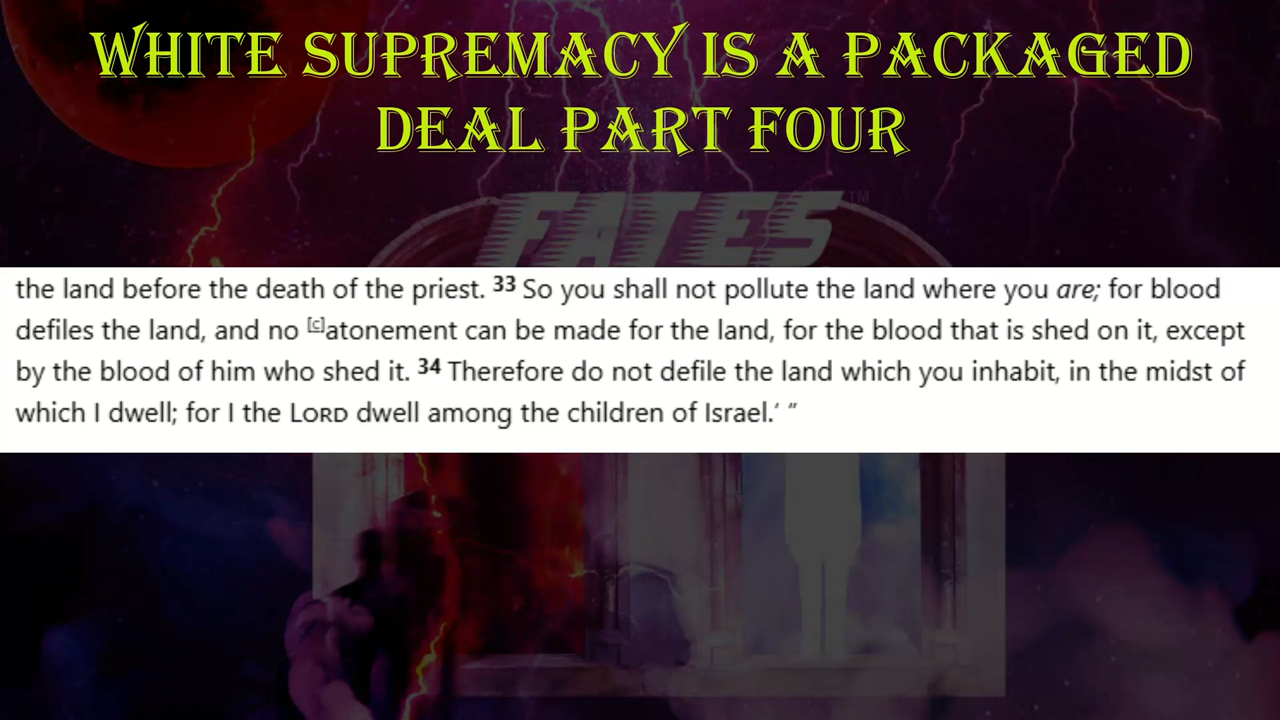 WHITE SUPREMACY IS A PACKAGED
DEAL PART FOUR
FATES™
the land before the death of the priest. 33 So you shall not pollute the land where you are; for blood
defiles the land, and no [c]atonement can be made for the land, for the blood that is shed on it, except
by the blood of him who shed it. 34 Therefore do not defile the land which you inhabit, in the midst of
which I dwell; for I the LORD dwell among the children of Israel.’ ”